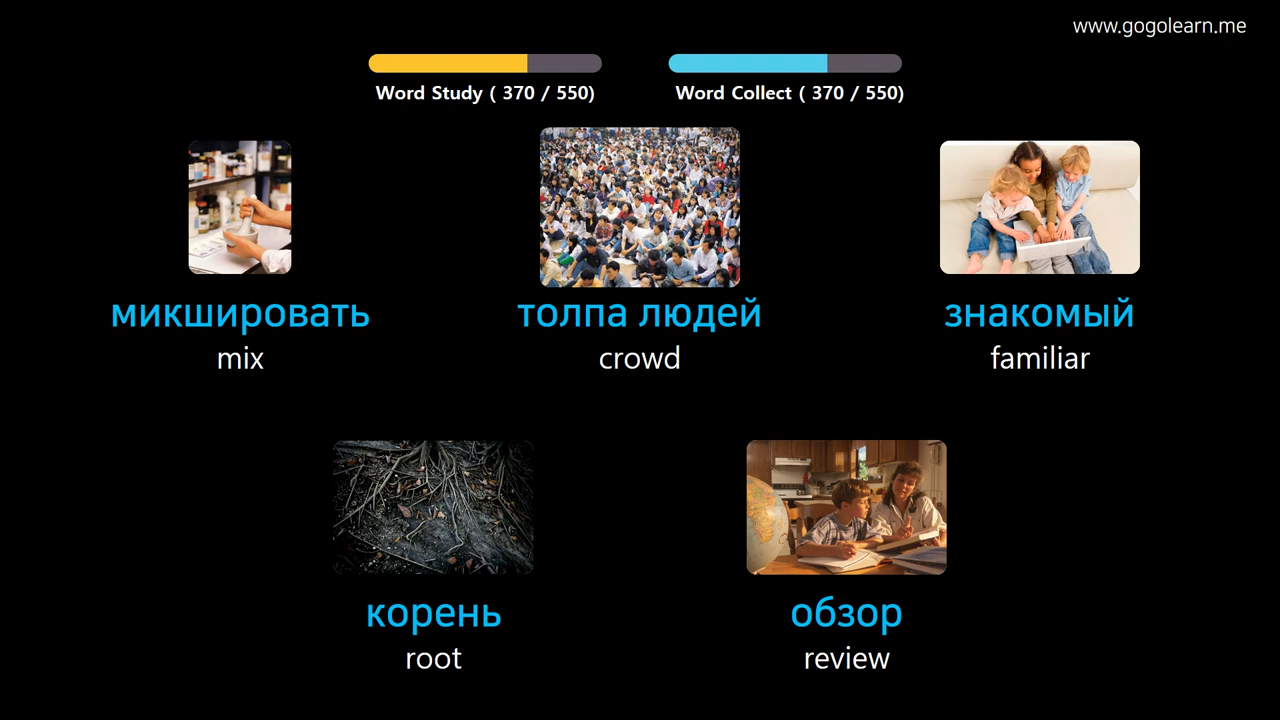 www.gogolearn.me
Word Study ( 370 / 550)
Word Collect ( 370 / 550)
микшировать
mix
толпа людей
crowd
знакомый
familiar
корень
root
обзор
review